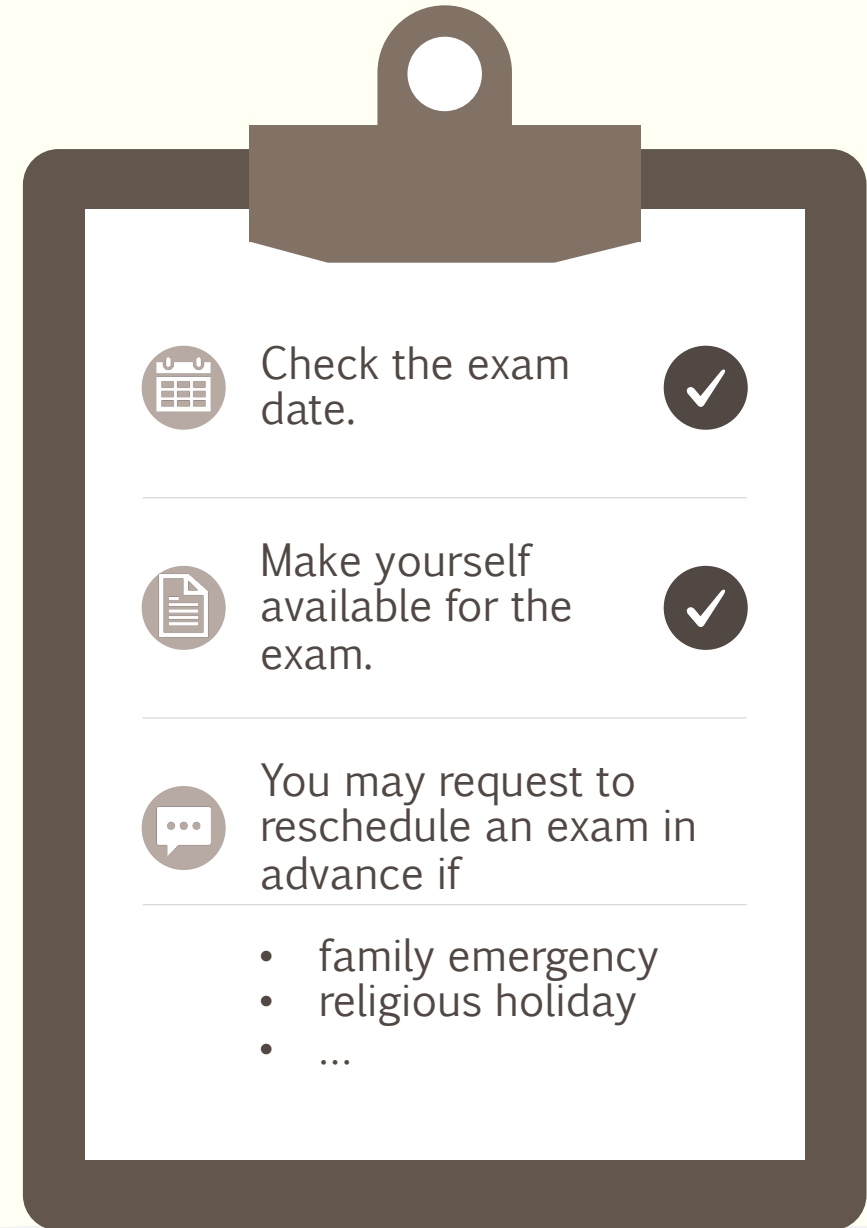 Check the exam
date.
Make yourself
available for the
exam.
You may request to
reschedule an exam in
advance if
• family emergency
• religious holiday
• ...